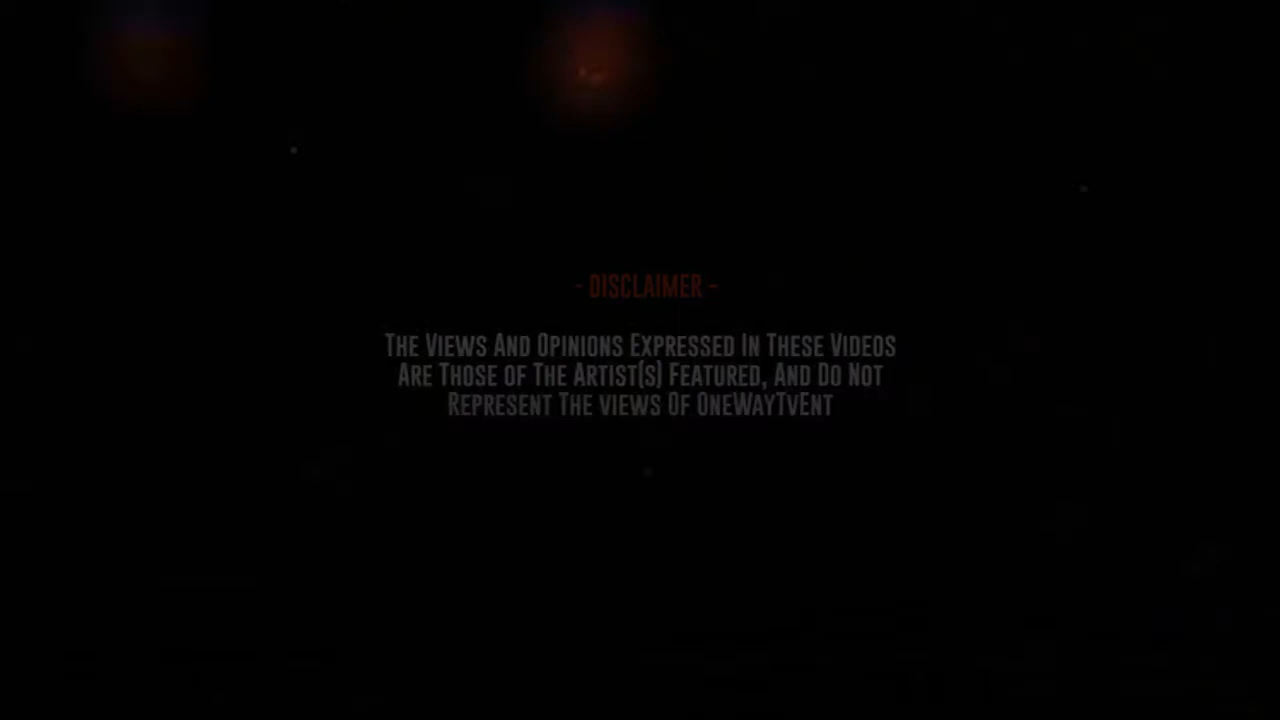 - DISCLAIMER -
THE VIEWS AND OPINIONS EXPRESSED IN THESE VIDEOS
ARE THOSE OF THE ARTIST(S) FEATURED, AND DO NOT
REPRESENT THE VIEWS OF ONEWAYTVENT